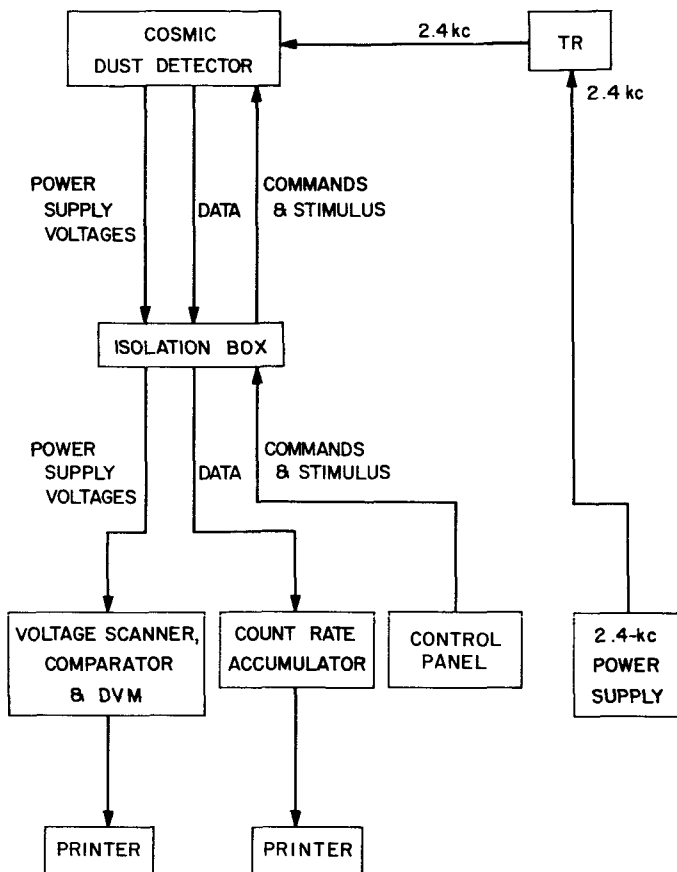 COSMIC
DUST DETECTOR
2.4 kc
TR
2.4 kc
POWER
SUPPLY
VOLTAGES
DATA
COMMANDS
& STIMULUS
ISOLATION BOX
POWER
SUPPLY
VOLTAGES
DATA
COMMANDS
& STIMULUS
VOLTAGE SCANNER,
COMPARATOR
& DVM
COUNT RATE
ACCUMULATOR
CONTROL
PANEL
2.4-kc
POWER
SUPPLY
PRINTER
PRINTER